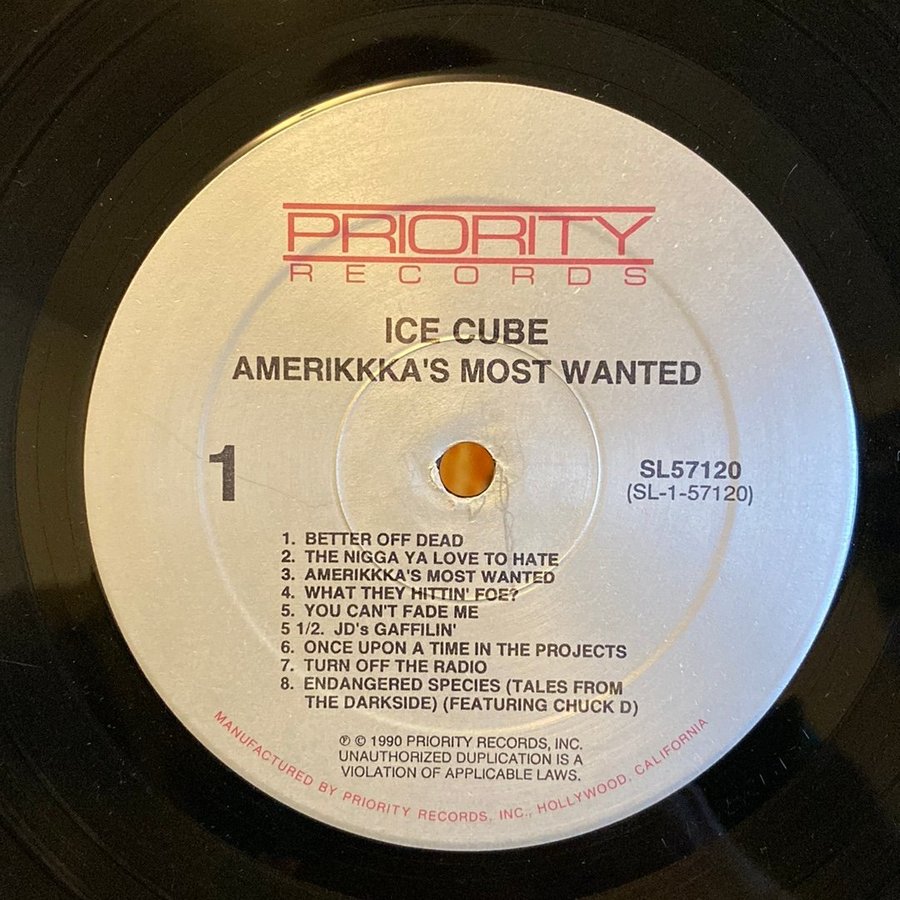 PRIORITY
RECORDS
ICE CUBE
AMERIKKKA'S MOST WANTED
1
SL57120
(SL-1-57120)
1. BETTER OFF DEAD
2. THE NIGGA YA LOVE TO HATE
3. AMERIKKKA'S MOST WANTED
4. WHAT THEY HITTIN' FOE?
5. YOU CAN'T FADE ME
5 1/2. JD's GAFFILIN'
6. ONCE UPON A TIME IN THE PROJECTS
7. TURN OFF THE RADIO
8. ENDANGERED SPECIES (TALES FROM
THE DARKSIDE) (FEATURING CHUCK D)
℗ © 1990 PRIORITY RECORDS, INC.
UNAUTHORIZED DUPLICATION IS A
VIOLATION OF APPLICABLE LAWS.
MANUFACTURED BY PRIORITY RECORDS, INC., HOLLYWOOD, CALIFORNIA